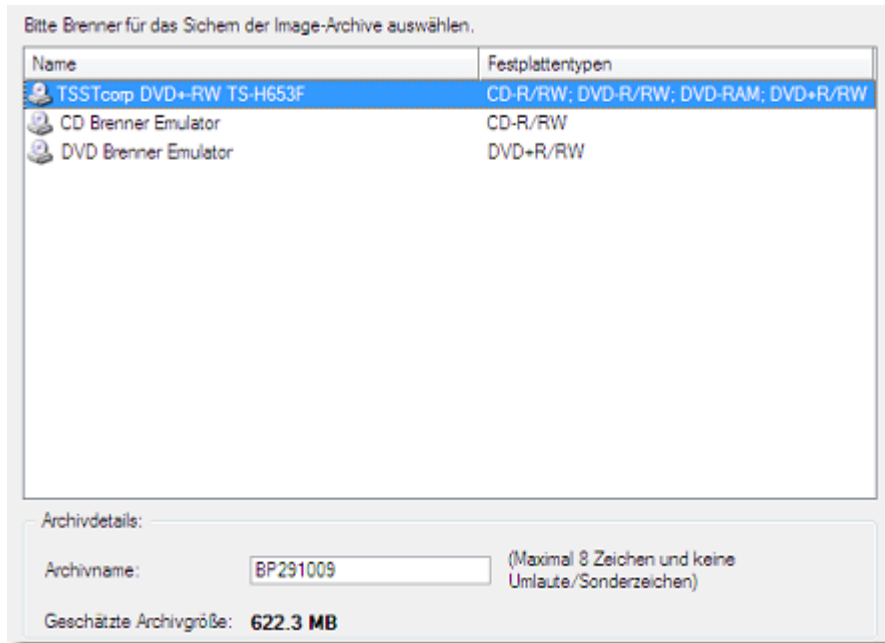 Bitte Brenner für das Sichern der Image-Archive auswählen.
Name Festplattentypen
TSSTcorp DVD+-RW TS-H653F CD-R/RW; DVD-R/RW; DVD-RAM; DVD+R/RW
CD Brenner Emulator CD-R/RW
DVD Brenner Emulator DVD+R/RW
Archivdetails:
Archivname: BP291009 (Maximal 8 Zeichen und keine
Umlaute/Sonderzeichen)
Geschätzte Archivgröße: 622.3 MB